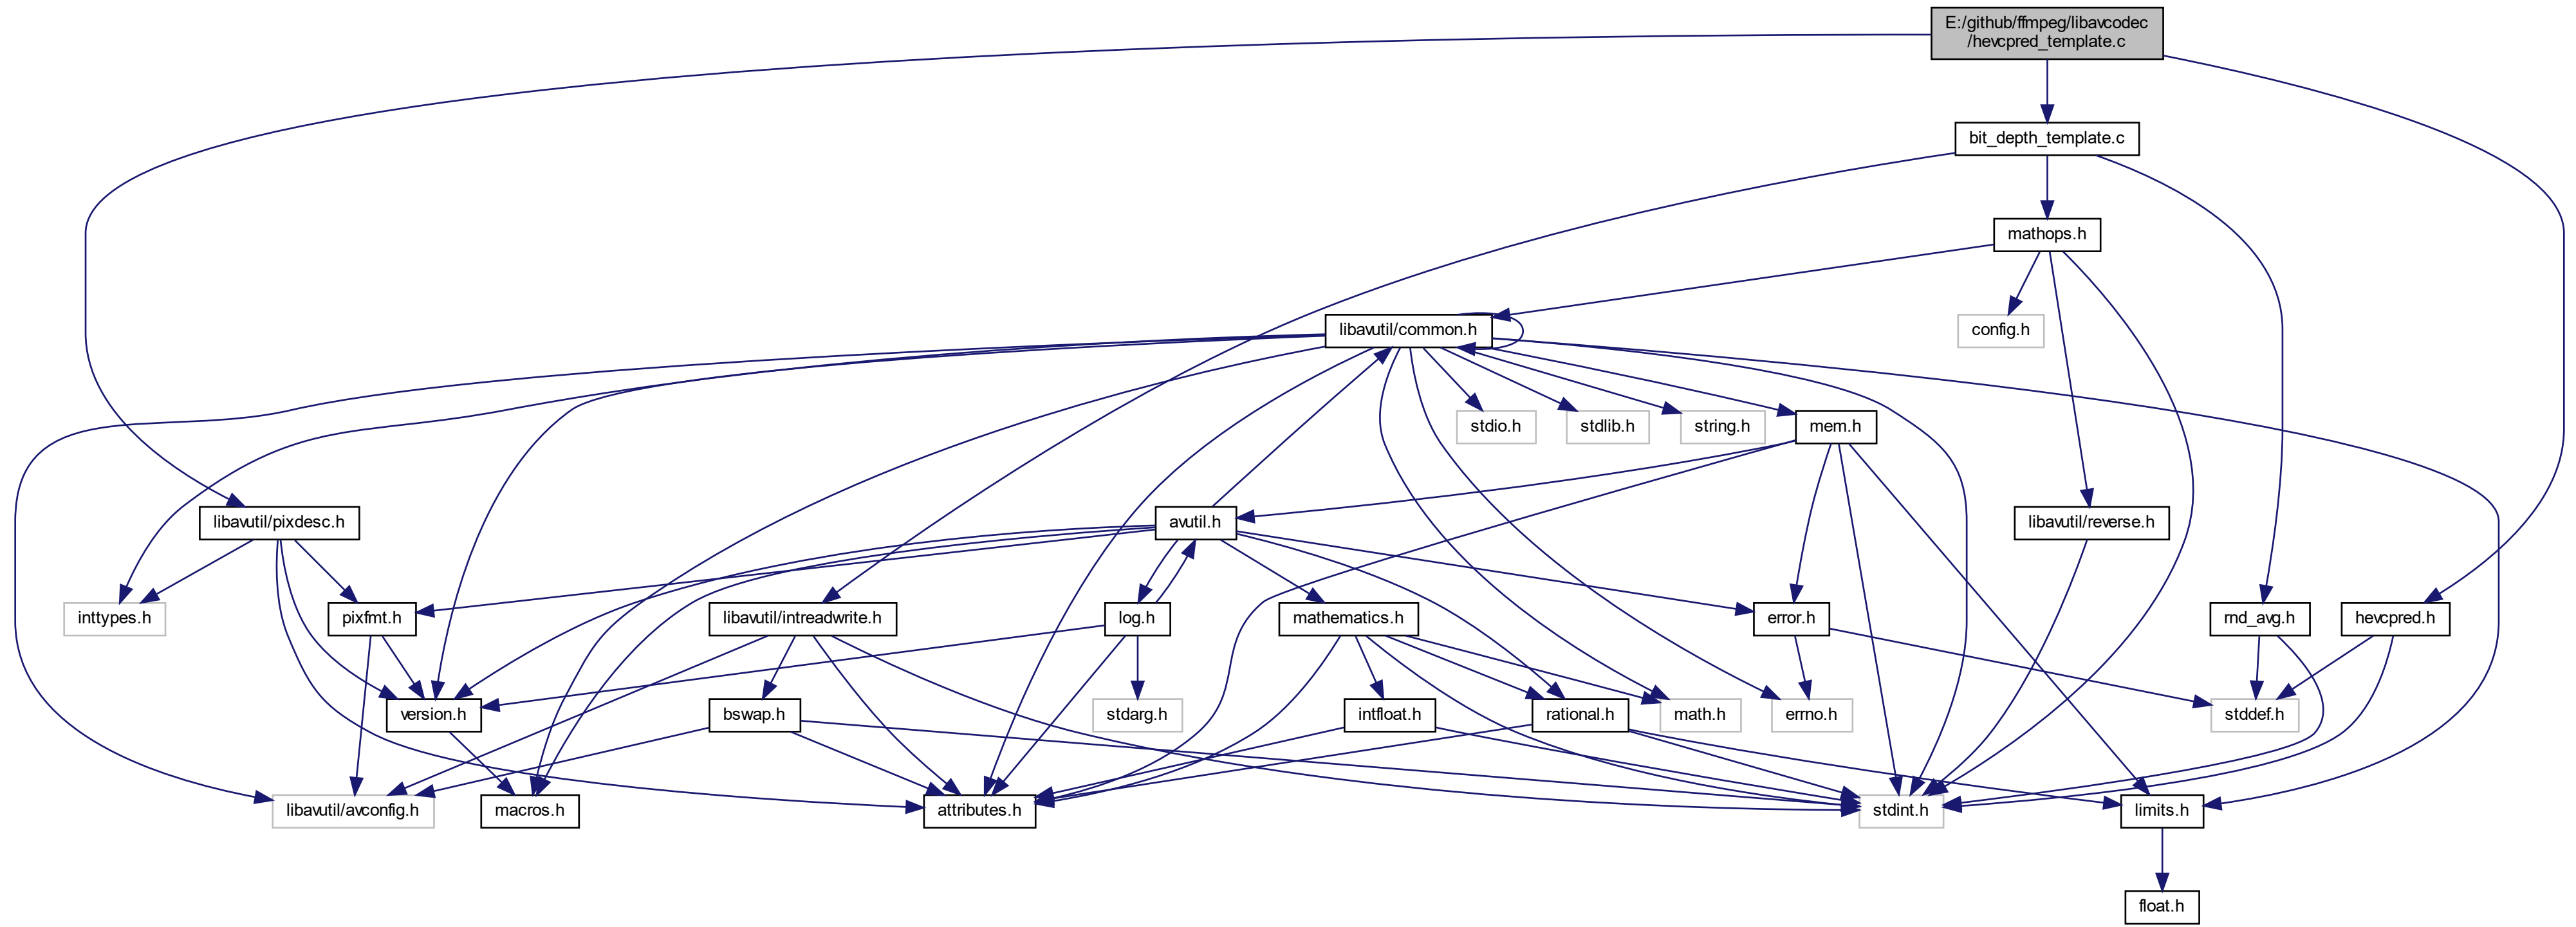 E:/github/ffmpeg/libavcodec
/hevcpred_template.c
bit_depth_template.c
mathops.h
libavutil/common.h
config.h
stdio.h
stdlib.h
string.h
mem.h
libavutil/pixdesc.h
avutil.h
libavutil/reverse.h
inttypes.h
pixfmt.h
libavutil/intreadwrite.h
log.h
mathematics.h
error.h
rnd_avg.h
hevcpred.h
version.h
bswap.h
stdarg.h
intfloat.h
rational.h
math.h
errno.h
stddef.h
libavutil/avconfig.h
macros.h
attributes.h
stdint.h
limits.h
float.h